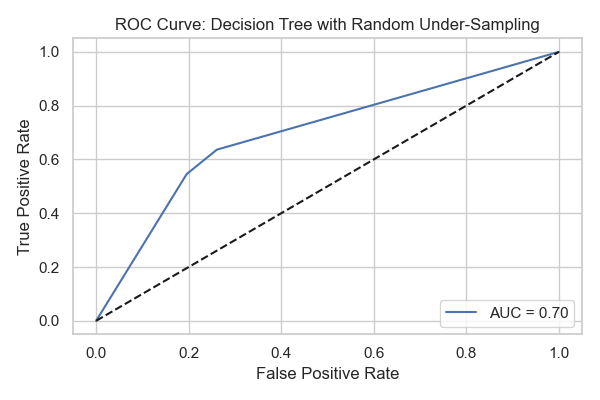 ROC Curve: Decision Tree with Random Under-Sampling
True Positive Rate
1.0
0.8
0.6
0.4
0.2
0.0
AUC = 0.70
0.0 0.2 0.4 0.6 0.8 1.0
False Positive Rate